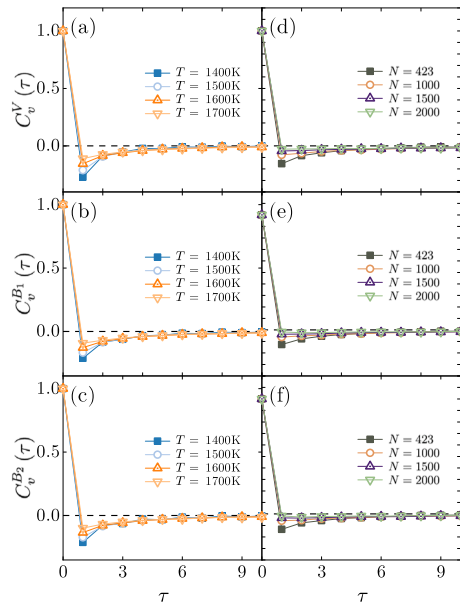 (a)
1.0
0.5
0.0
C_v^V(τ)
T = 1400K
T = 1500K
T = 1600K
T = 1700K
(d)
N = 423
N = 1000
N = 1500
N = 2000
(b)
1.0
0.5
0.0
C_v^{B_1}(τ)
T = 1400K
T = 1500K
T = 1600K
T = 1700K
(e)
N = 423
N = 1000
N = 1500
N = 2000
(c)
1.0
0.5
0.0
C_v^{B_2}(τ)
T = 1400K
T = 1500K
T = 1600K
T = 1700K
(f)
N = 423
N = 1000
N = 1500
N = 2000
0 3 6 9 0 3 6 9
τ τ